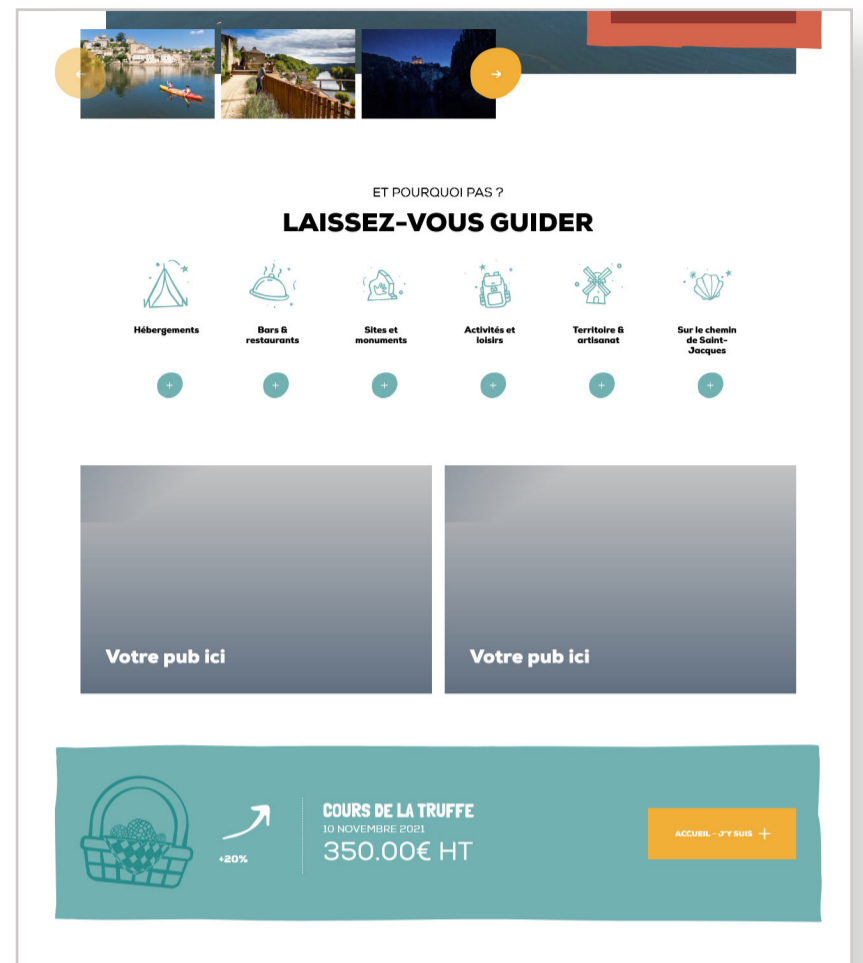 ET POURQUOI PAS ?
LAISSEZ-VOUS GUIDER
Hébergements
Bars &
restaurants
Sites et
monuments
Activités et
loisirs
Territoire &
artisanat
Sur le chemin
de Saint-
Jacques
Votre pub ici
Votre pub ici
+20%
COURS DE LA TRUFFE
10 NOVEMBRE 2021
350.00€ HT
ACCUEIL - J'Y SUIS +